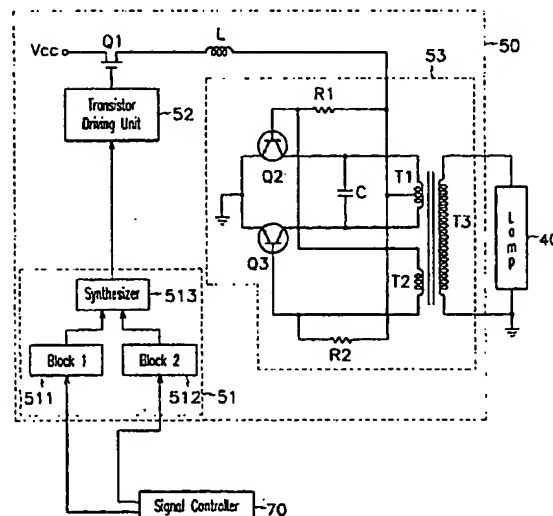 Vcc
Q1
L
50
53
Transistor
Driving Unit
52
R1
Q2
C
T1
T3
Lamp
40
Q3
T2
R2
Synthesizer
513
Block 1
Block 2
511
512
51
Signal Controller
70